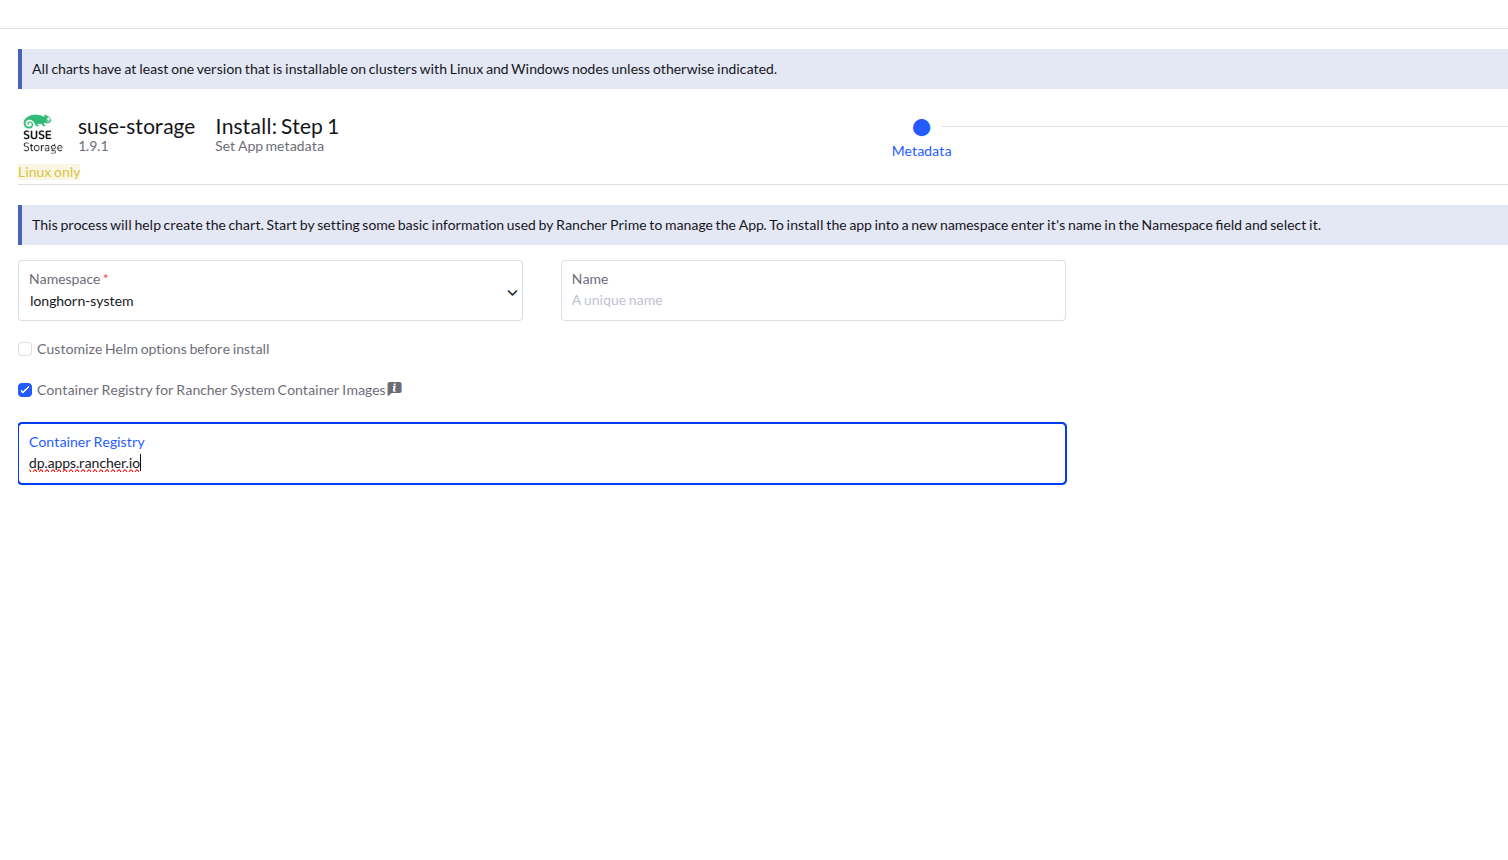 All charts have at least one version that is installable on clusters with Linux and Windows nodes unless otherwise indicated.
SUSE
Storage
suse-storage
1.9.1
Install: Step 1
Set App metadata
Metadata
Linux only
This process will help create the chart. Start by setting some basic information used by Rancher Prime to manage the App. To install the app into a new namespace enter it's name in the Namespace field and select it.
Namespace *
longhorn-system
Name
A unique name
Customize Helm options before install
Container Registry for Rancher System Container Images
Container Registry
dp.apps.rancher.io